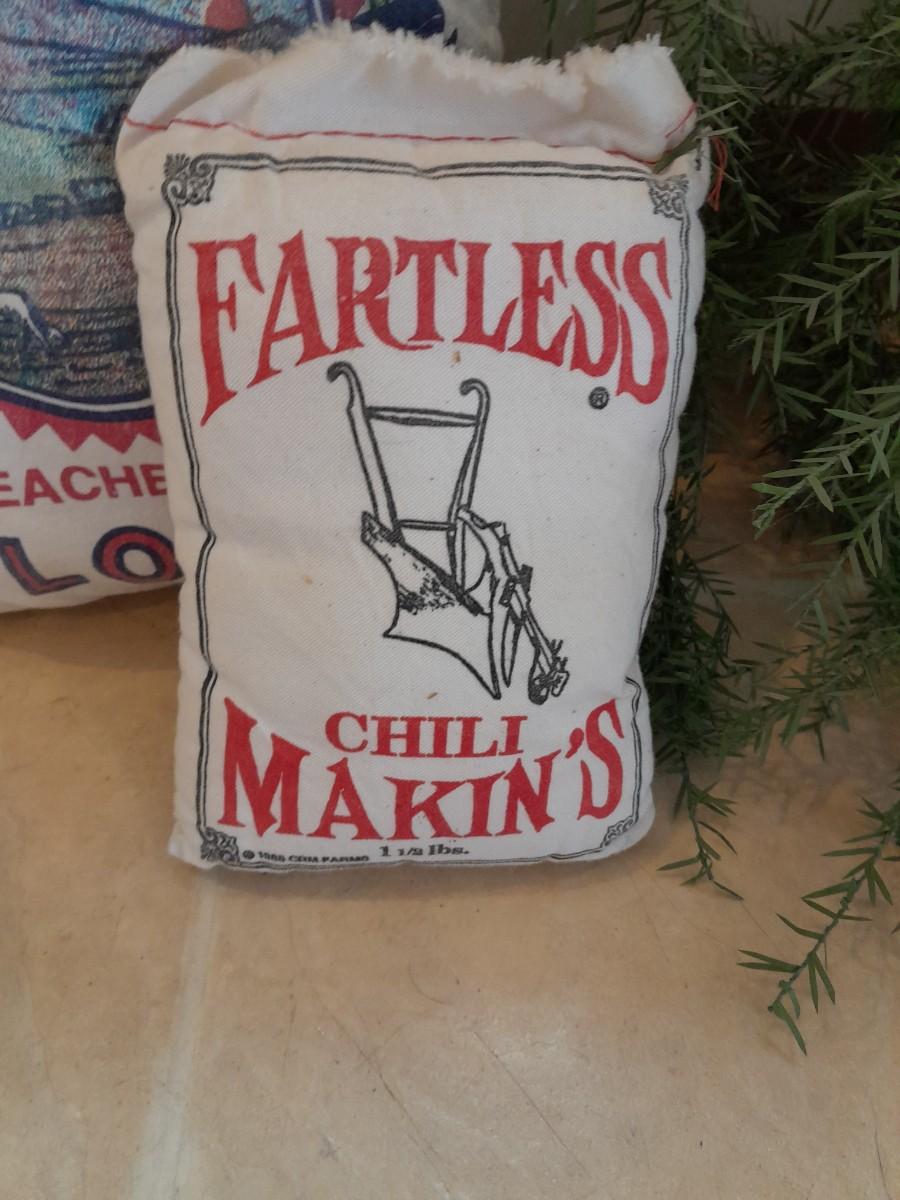 FARTLESS
®
CHILI
MAKIN'S
1 1/2 lbs.
EACHE
LO